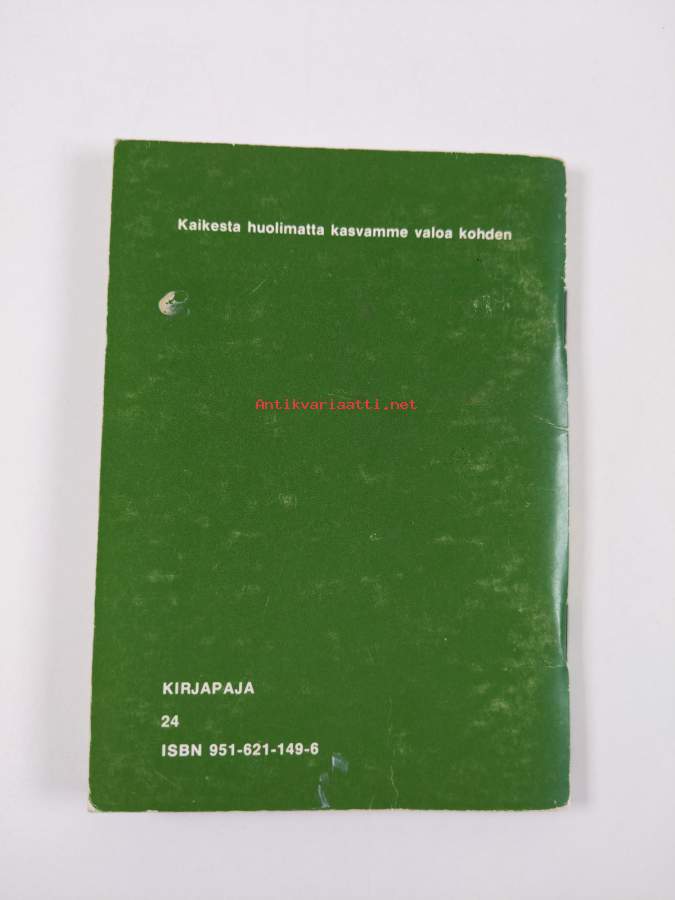 Kaikesta huolimatta kasvamme valoa kohden
Antikvariaatti.net
KIRJAPAJA
24
ISBN 951-621-149-6